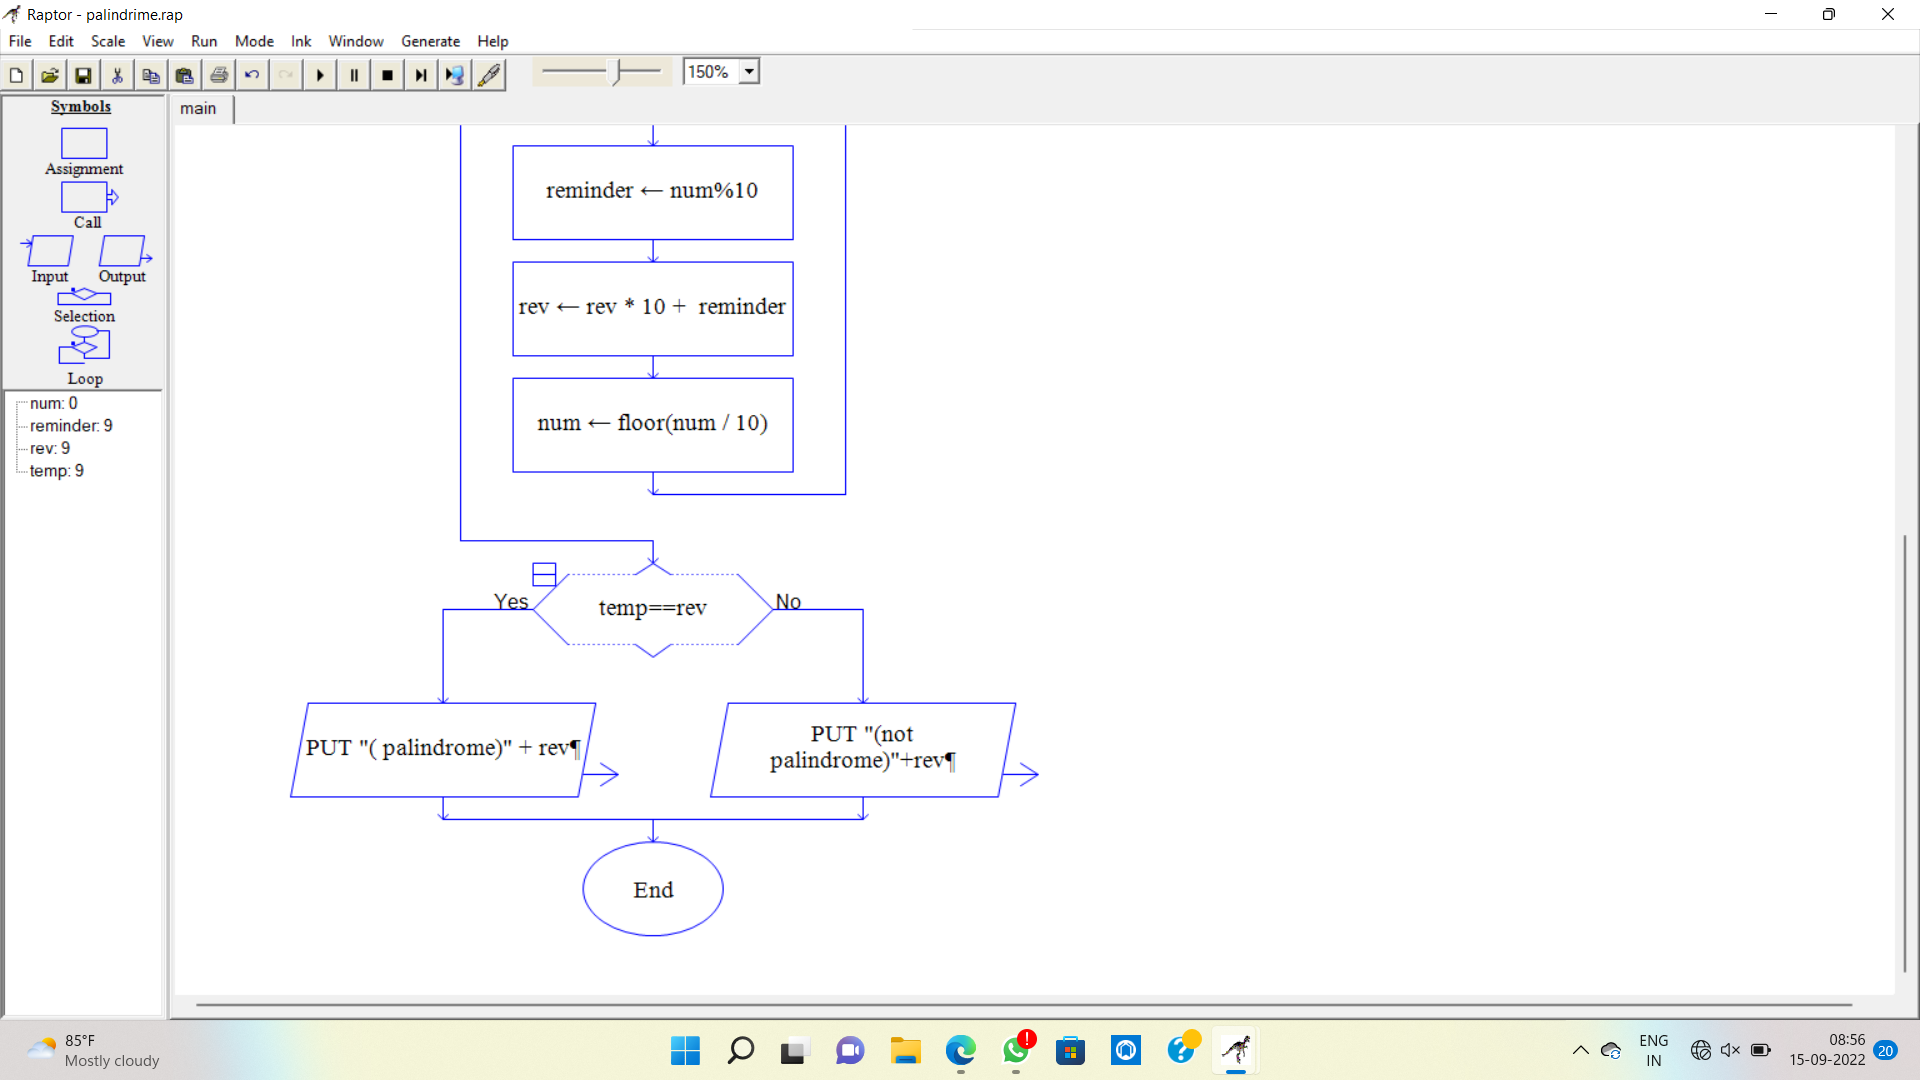 Raptor - palindrime.rap
File Edit Scale View Run Mode Ink Window Generate Help
150%
Symbols
Assignment
Call
Input Output
Selection
Loop
num: 0
reminder: 9
rev: 9
temp: 9
main
reminder ← num%10
rev ← rev * 10 +  reminder
num ← floor(num / 10)
Yes
temp==rev
No
PUT "( palindrome)" + rev¶
PUT "(not
palindrome)"+rev¶
End
85°F
Mostly cloudy
ENG
IN
08:56
15-09-2022
20